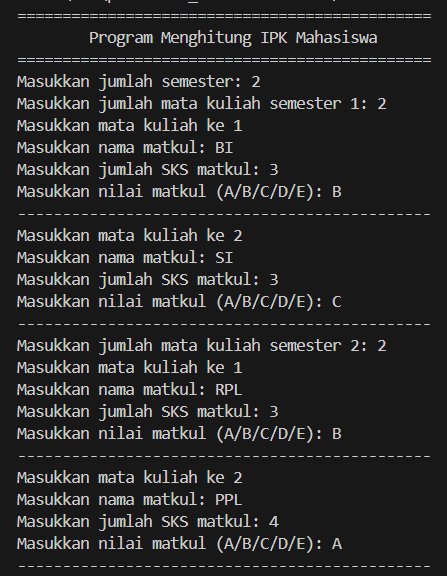 ==============================================
Program Menghitung IPK Mahasiswa
==============================================
Masukkan jumlah semester: 2
Masukkan jumlah mata kuliah semester 1: 2
Masukkan mata kuliah ke 1
Masukkan nama matkul: BI
Masukkan jumlah SKS matkul: 3
Masukkan nilai matkul (A/B/C/D/E): B
----------------------------------------------
Masukkan mata kuliah ke 2
Masukkan nama matkul: SI
Masukkan jumlah SKS matkul: 3
Masukkan nilai matkul (A/B/C/D/E): C
----------------------------------------------
Masukkan jumlah mata kuliah semester 2: 2
Masukkan mata kuliah ke 1
Masukkan nama matkul: RPL
Masukkan jumlah SKS matkul: 3
Masukkan nilai matkul (A/B/C/D/E): B
----------------------------------------------
Masukkan mata kuliah ke 2
Masukkan nama matkul: PPL
Masukkan jumlah SKS matkul: 4
Masukkan nilai matkul (A/B/C/D/E): A
----------------------------------------------